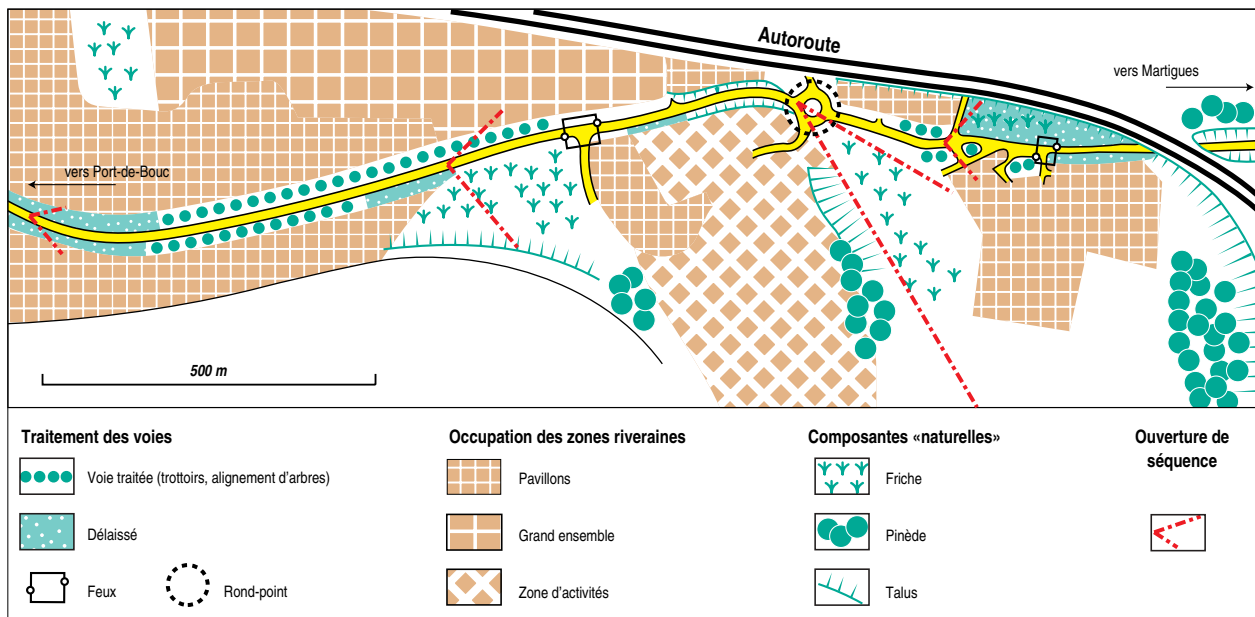 Autoroute
vers Martigues
vers Port-de-Bouc
500 m
Traitement des voies
Voie traitée (trottoirs, alignement d'arbres)
Délaissé
Feux
Rond-point
Occupation des zones riveraines
Pavillons
Grand ensemble
Zone d'activités
Composantes «naturelles»
Friche
Pinède
Talus
Ouverture de
séquence